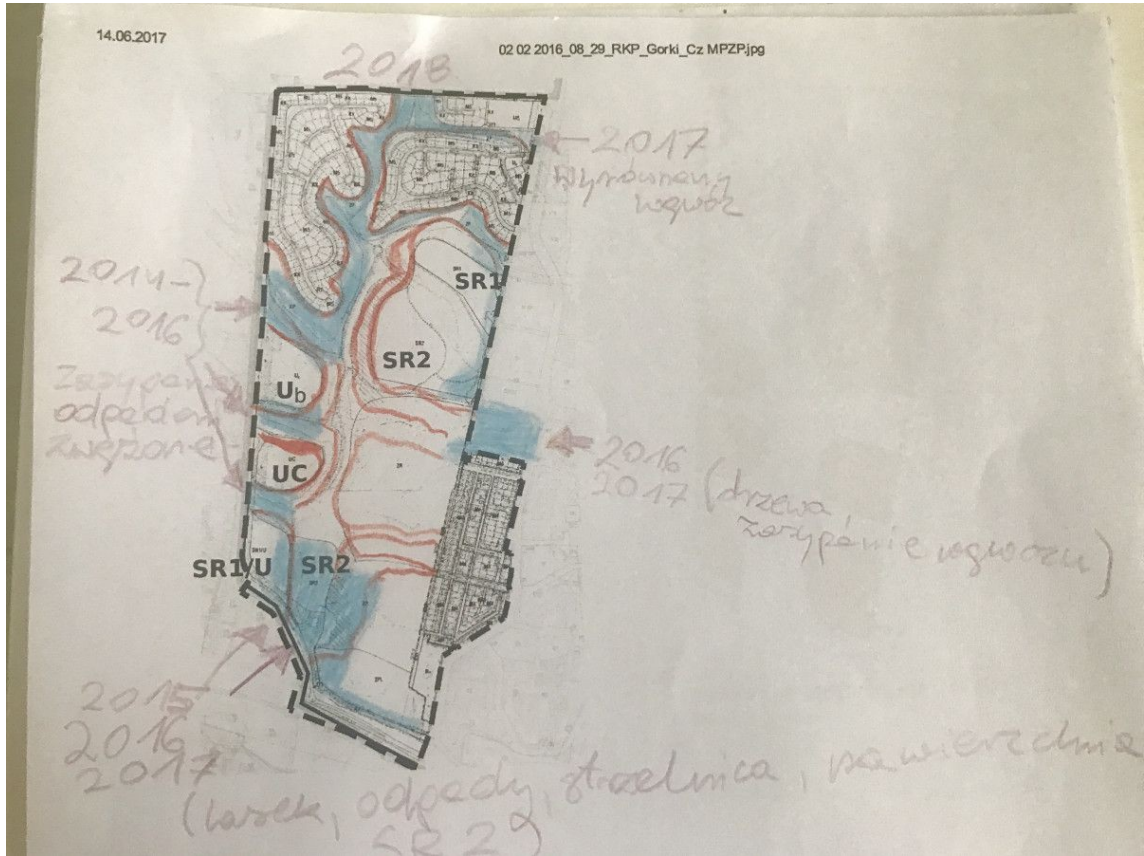 14.06.2017
02 02 2016_08_29_RKP_Gorki_Cz MPZP.jpg
2018
2017
wyrównany
wąwóz
SR1
2014-
2016
SR2
Zasypane
odpadami
zwężone
Ub
UC
2016
2017 (drzewa
zasypanie wąwozu)
SR1/U
SR2
2015
2016
2017
(lasek, odpady, strzelnica, nawierzchnia
SR2)